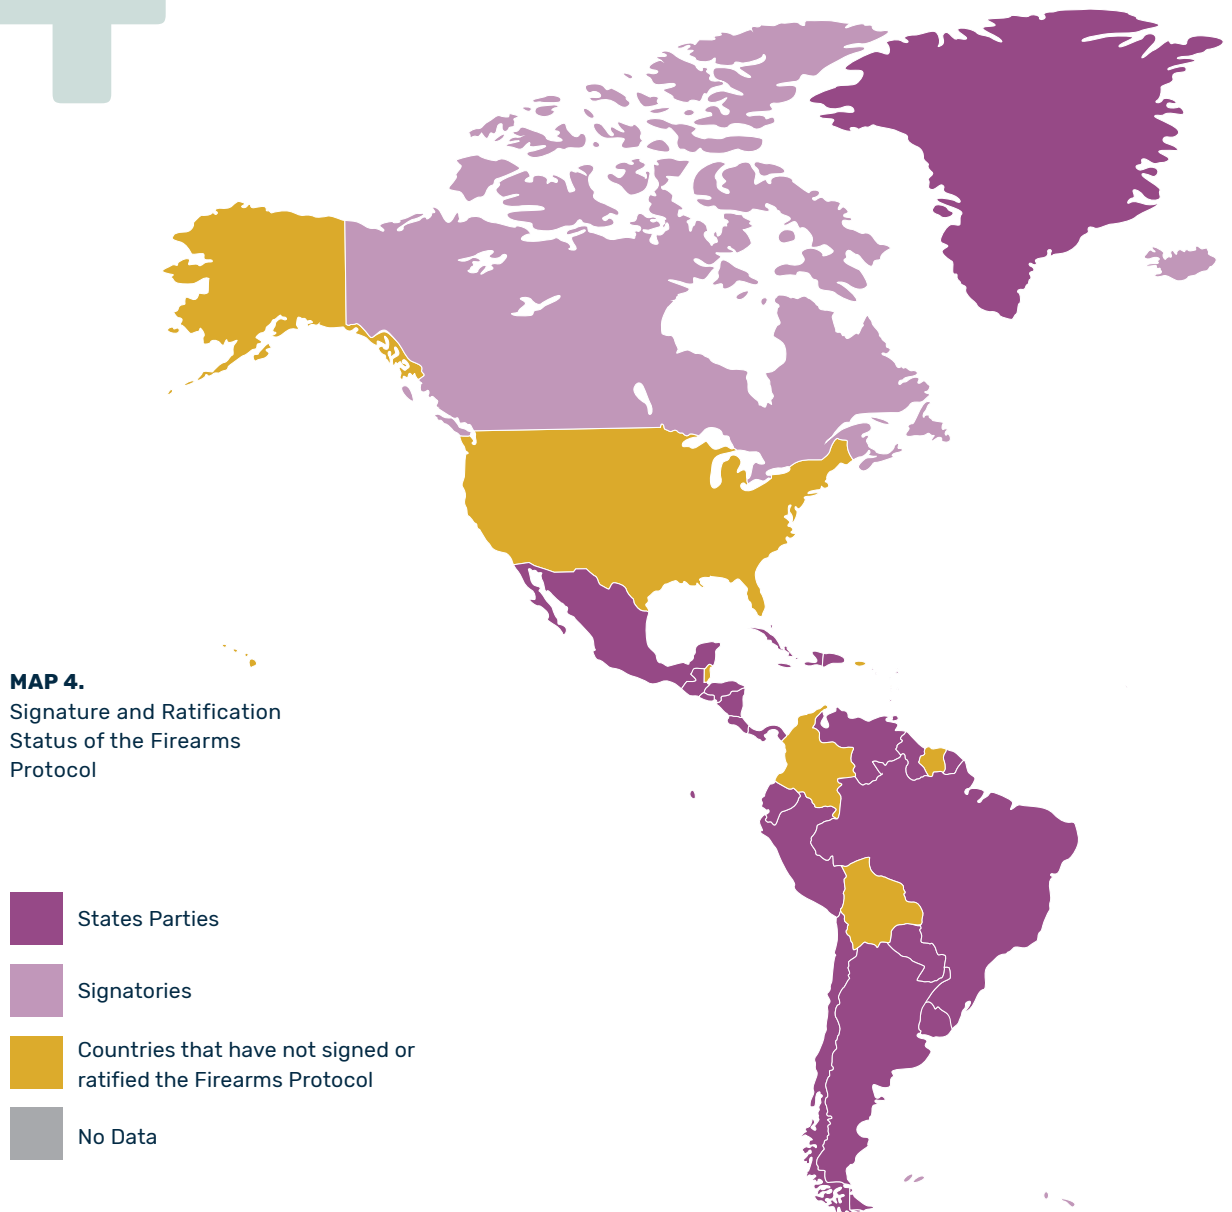 MAP 4.
Signature and Ratification
Status of the Firearms
Protocol
States Parties
Signatories
Countries that have not signed or
ratified the Firearms Protocol
No Data